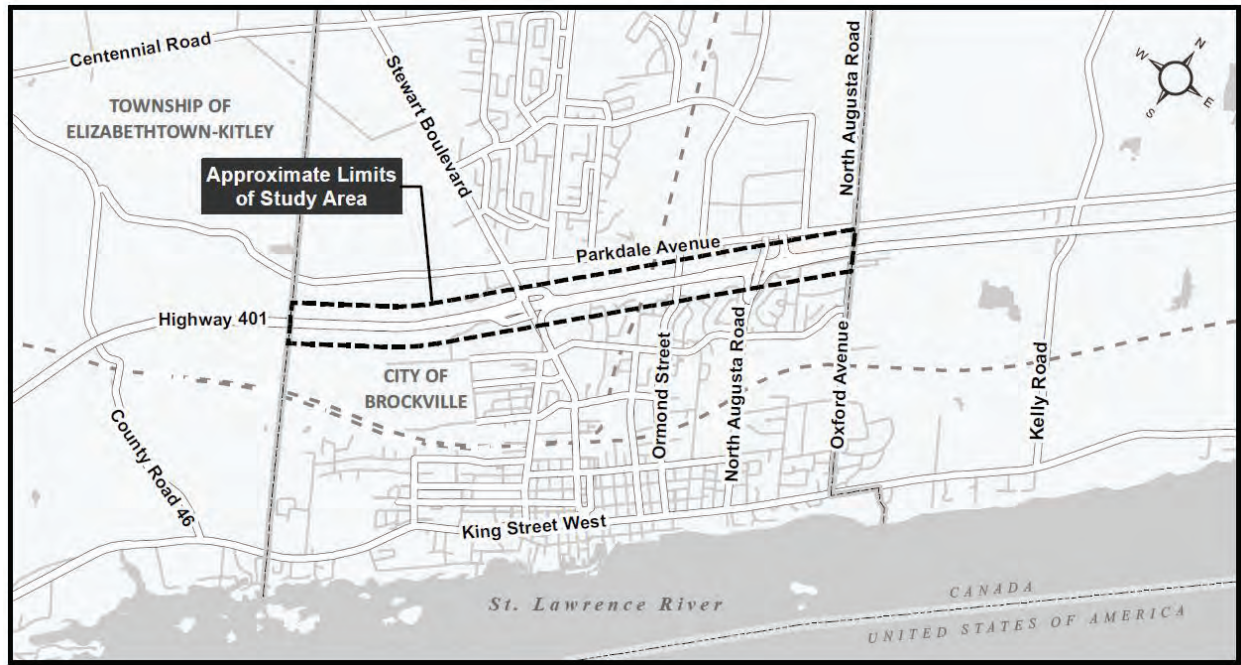 Centennial Road
TOWNSHIP OF
ELIZABETHTOWN-KITLEY
Stewart Boulevard
North Augusta Road
N
W
E
S
Approximate Limits
of Study Area
Parkdale Avenue
Highway 401
CITY OF
BROCKVILLE
County Road 46
Ormond Street
North Augusta Road
Oxford Avenue
Kelly Road
King Street West
St. Lawrence River
CANADA
UNITED STATES OF AMERICA